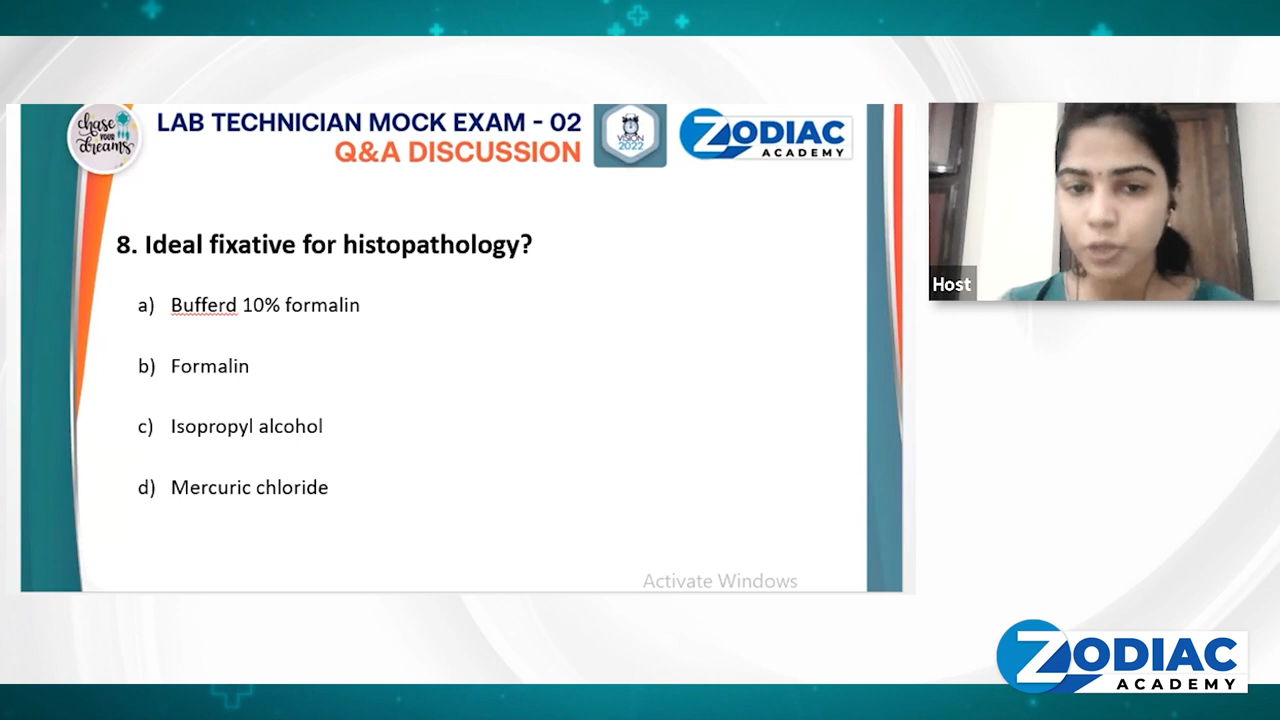 chase
YOUR
dreams
LAB TECHNICIAN MOCK EXAM - 02
Q&A DISCUSSION
VISION
2022
ZODIAC
ACADEMY
8. Ideal fixative for histopathology?
a) Bufferd 10% formalin
b) Formalin
c) Isopropyl alcohol
d) Mercuric chloride
Activate Windows
Host
ZODIAC
ACADEMY